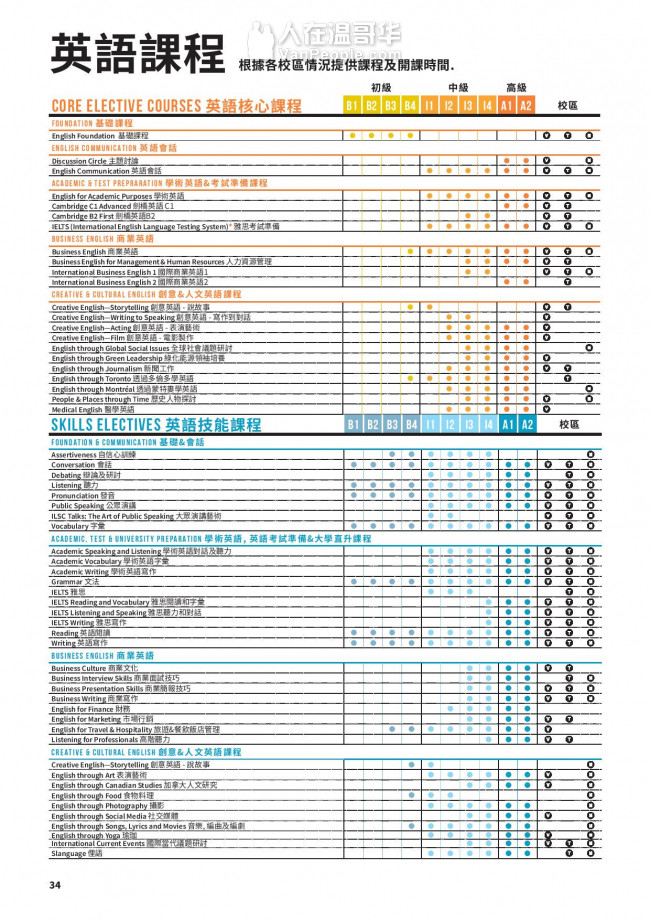 人在温哥华
VanPeople.com
英語課程 根據各校區情況提供課程及開課時間.
初級 中級 高級
CORE ELECTIVE COURSES 英語核心課程 B1 B2 B3 B4 I1 I2 I3 I4 A1 A2 校區
FOUNDATION 基礎課程
English Foundation 基礎課程 V T M
ENGLISH COMMUNICATION 英語會話
Discussion Circle 主題討論 V M
English Communication 英語會話 V T M
ACADEMIC & TEST PREPRARATION 學術英語&考試準備課程
English for Academic Purposes 學術英語 V T M
Cambridge C1 Advanced 劍橋英語 C1 V T
Cambridge B2 First 劍橋英語B2 V T
IELTS (International English Language Testing System)* 雅思考試準備 V T M
BUSINESS ENGLISH 商業英語
Business English 商業英語 V T M
Business English for Management & Human Resources 人力資源管理 V T
International Business English 1 國際商業英語1 V T M
International Business English 2 國際商業英語2 T
CREATIVE & CULTURAL ENGLISH 創意&人文英語課程
Creative English—Storytelling 創意英語 - 說故事 V T
Creative English—Writing to Speaking 創意英語 - 寫作到對話 V
Creative English—Acting 創意英語 - 表演藝術 V
Creative English—Film 創意英語 - 電影製作 V
English through Global Social Issues 全球社會議題研討 M
English through Green Leadership 綠化能源領袖培養 V
English through Journalism 新聞工作 V T
English through Toronto 透過多倫多學英語 T
English through Montréal 透過蒙特婁學英語 M
People & Places through Time 歷史人物探討 V M
Medical English 醫學英語 V
SKILLS ELECTIVES 英語技能課程 B1 B2 B3 B4 I1 I2 I3 I4 A1 A2 校區
FOUNDATION & COMMUNICATION 基礎&會話
Assertiveness 自信心訓練 M
Conversation 會話 V T M
Debating 辯論及研討 T M
Listening 聽力 V T M
Pronunciation 發音 V T M
Public Speaking 公眾演講 V T M
ILSC Talks: The Art of Public Speaking 大眾演講藝術 V T M
Vocabulary 字彙 V T M
ACADEMIC, TEST & UNIVERSITY PREPARATION 學術英語, 英語考試準備&大學直升課程
Academic Speaking and Listening 學術英語對話及聽力 V T M
Academic Vocabulary 學術英語字彙 V T M
Academic Writing 學術英語寫作 V T M
Grammar 文法 V T M
IELTS 雅思 T M
IELTS Reading and Vocabulary 雅思閱讀和字彙 V T M
IELTS Listening and Speaking 雅思聽力和對話 V T M
IELTS Writing 雅思寫作 V T M
Reading 英語閱讀 V T M
Writing 英語寫作 V T M
BUSINESS ENGLISH 商業英語
Business Culture 商業文化 V T
Business Interview Skills 商業面試技巧 T M
Business Presentation Skills 商業簡報技巧 V T M
Business Writing 商業寫作 V T M
English for Finance 財務
English for Marketing 市場行銷 V T
English for Travel & Hospitality 旅遊&餐飲飯店管理 V
Listening for Professionals 高階聽力 V T
CREATIVE & CULTURAL ENGLISH 創意&人文英語課程
Creative English—Storytelling 創意英語 - 說故事 M
English through Art 表演藝術 V M
English through Canadian Studies 加拿大人文研究 V M
English through Food 食物料理 M
English through Photography 攝影 M
English through Social Media 社交媒體 V M
English through Songs, Lyrics and Movies 音樂, 編曲及編劇 M
English through Yoga 瑜珈 V M
International Current Events 國際當代議題研討 V T M
Slanguage 俚語 T M
34